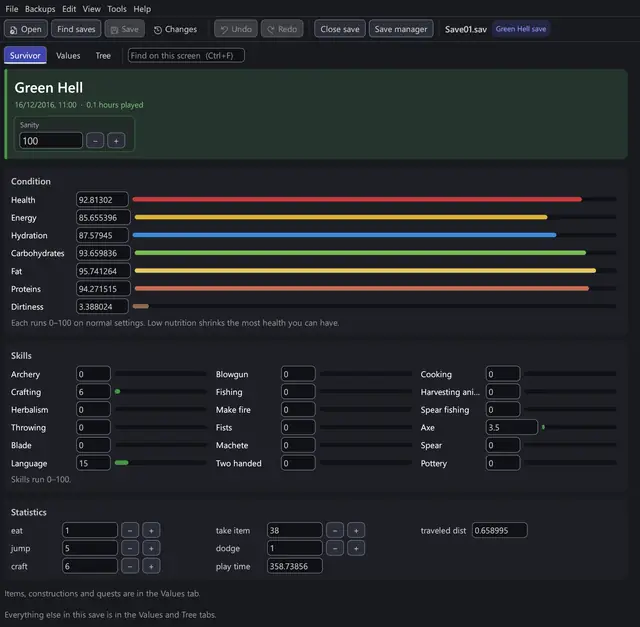 File Backups Edit View Tools Help
Open Find saves Save Changes Undo Redo Close save Save manager Save01.sav Green Hell save
Survivor Values Tree Find on this screen (Ctrl+F)
Green Hell
16/12/2016, 11:00 · 0.1 hours played
Sanity
100 − +
Condition
Health 92.81302
Energy 85.655396
Hydration 87.57945
Carbohydrates 93.659836
Fat 95.741264
Proteins 94.271515
Dirtiness 3.388024
Each runs 0–100 on normal settings. Low nutrition shrinks the most health you can have.
Skills
Archery 0 Blowgun 0 Cooking 0
Crafting 6 Fishing 0 Harvesting ani... 0
Herbalism 0 Make fire 0 Spear fishing 0
Throwing 0 Fists 0 Axe 3.5
Blade 0 Machete 0 Spear 0
Language 15 Two handed 0 Pottery 0
Skills run 0–100.
Statistics
eat 1 − + take item 38 − + traveled dist 0.658995
jump 5 − + dodge 1 − +
craft 6 − + play time 358.73856
Items, constructions and quests are in the Values tab.
Everything else in this save is in the Values and Tree tabs.